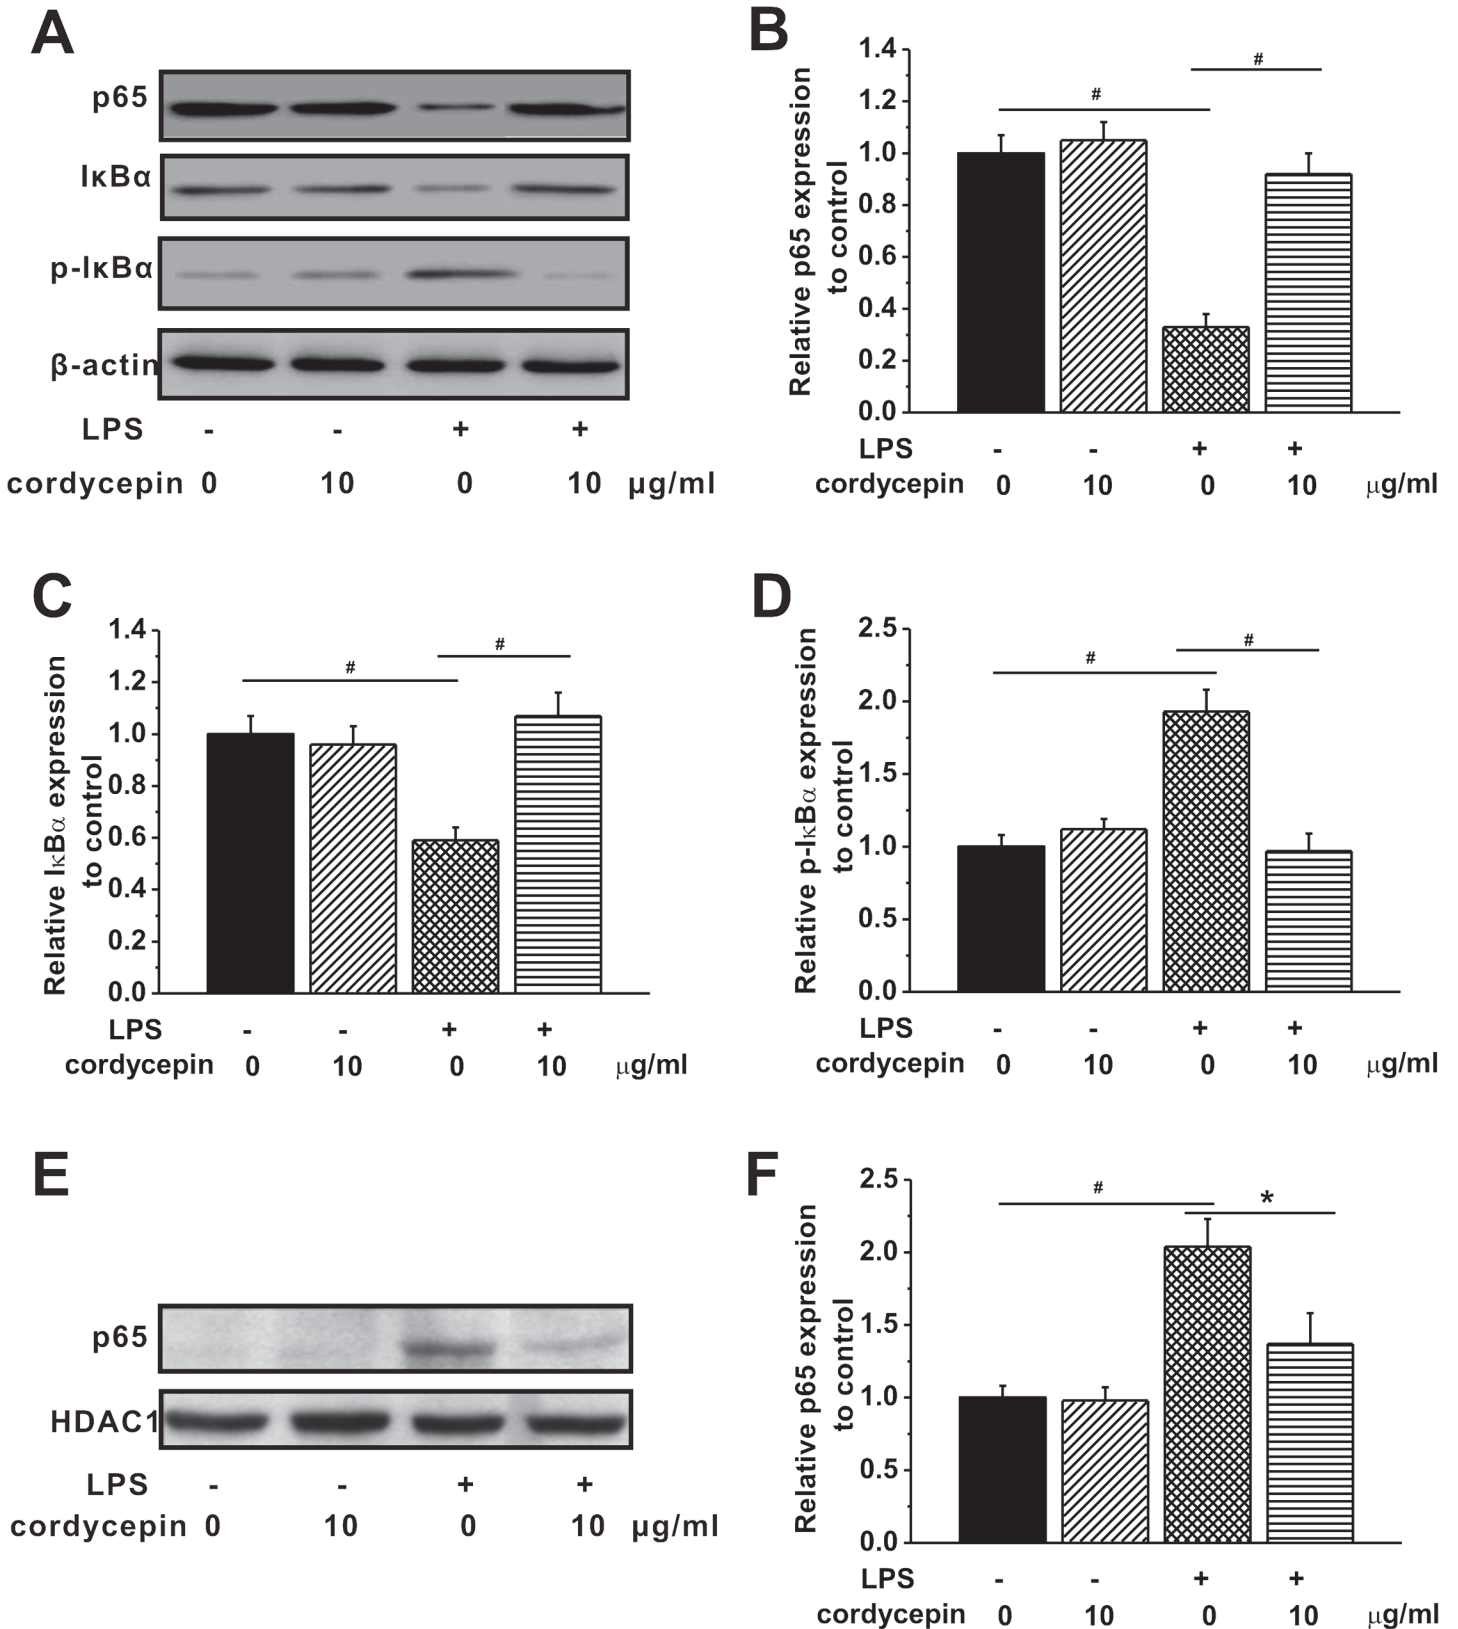 A
p65
IκBα
p-IκBα
β-actin
LPS - - + +
cordycepin 0 10 0 10 μg/ml
B
Relative p65 expression
to control
1.4
1.2
1.0
0.8
0.6
0.4
0.2
0.0
#
#
LPS - - + +
cordycepin 0 10 0 10 μg/ml
C
Relative IκBα expression
to control
1.4
1.2
1.0
0.8
0.6
0.4
0.2
0.0
#
#
LPS - - + +
cordycepin 0 10 0 10 μg/ml
D
Relative p-IκBα expression
to control
2.5
2.0
1.5
1.0
0.5
0.0
#
#
LPS - - + +
cordycepin 0 10 0 10 μg/ml
E
p65
HDAC1
LPS - - + +
cordycepin 0 10 0 10 μg/ml
F
Relative p65 expression
to control
2.5
2.0
1.5
1.0
0.5
0.0
#
*
LPS - - + +
cordycepin 0 10 0 10 μg/ml